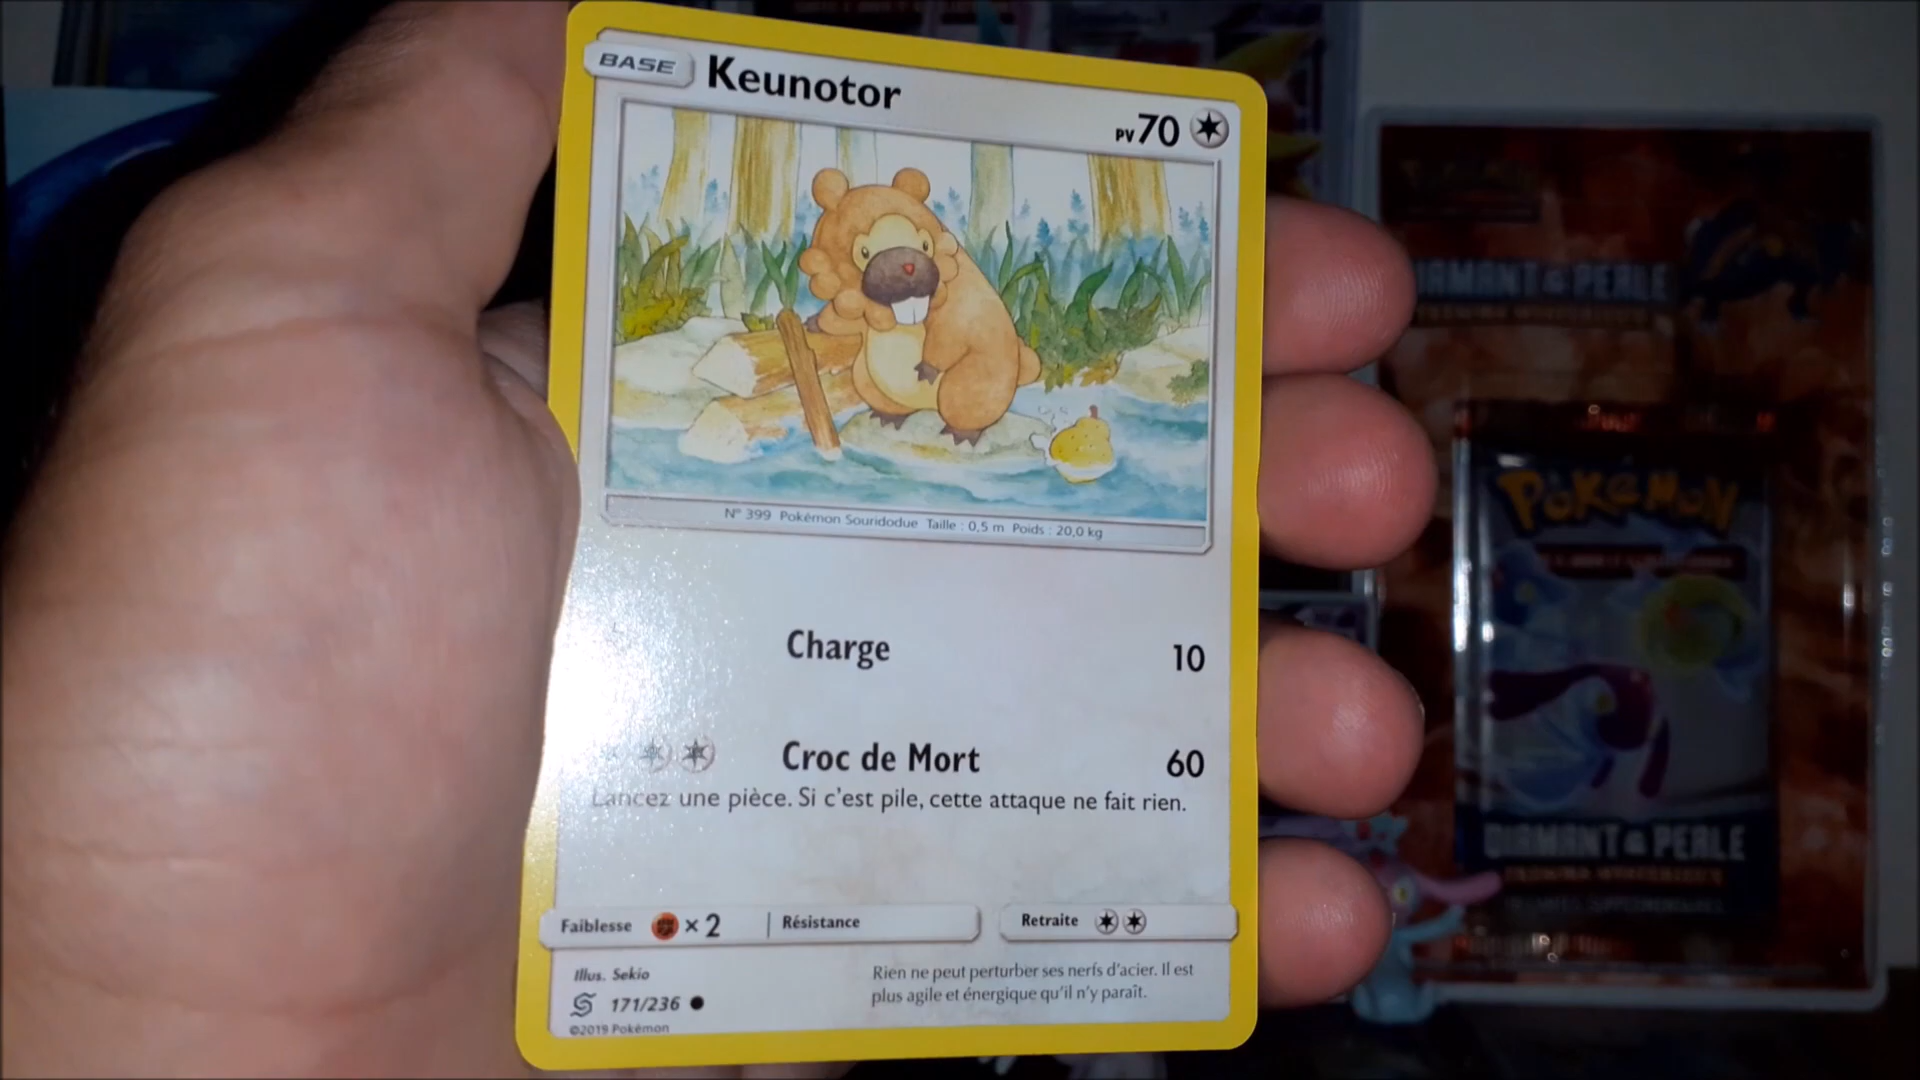 BASE Keunotor PV70
N° 399 Pokémon Souridodue Taille : 0,5 m Poids : 20,0 kg
Charge 10
Croc de Mort 60
Lancez une pièce. Si c'est pile, cette attaque ne fait rien.
Faiblesse ×2 Résistance Retraite
Illus. Sekio
171/236
©2019 Pokémon
Rien ne peut perturber ses nerfs d'acier. Il est
plus agile et énergique qu'il n'y paraît.
DIAMANT & PERLE
POKéMON
DIAMANT & PERLE